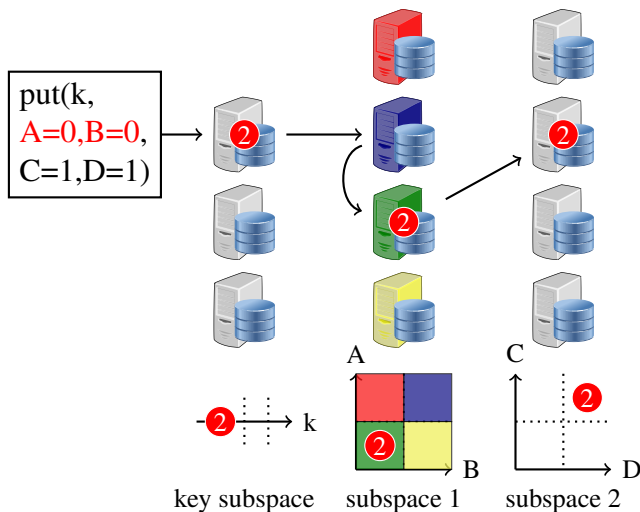 put(k,
A=0,B=0,
C=1,D=1)
2
2
2
A
C
2
k
2
2
B
D
key subspace
subspace 1
subspace 2